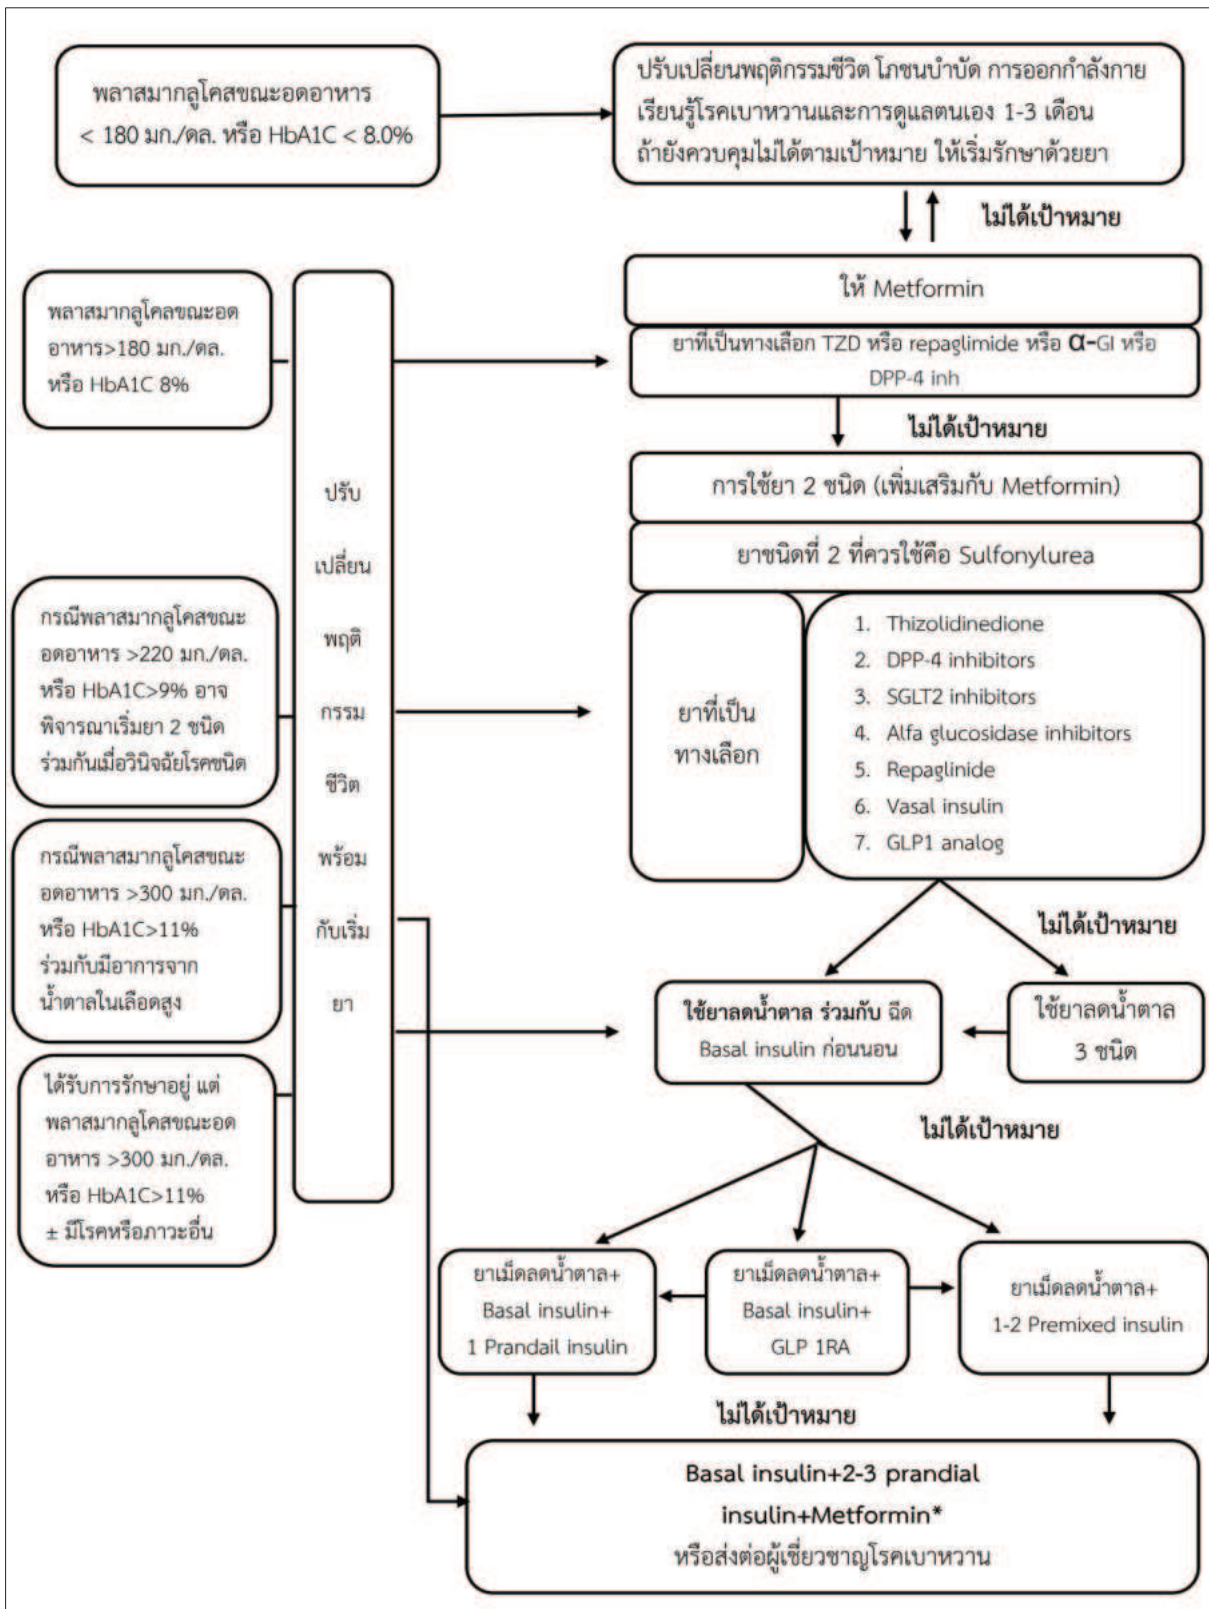 พลาสมากลูโคสขณะอดอาหาร
< 180 มก./ดล. หรือ HbA1C < 8.0%
ปรับเปลี่ยนพฤติกรรมชีวิต โภชนบำบัด การออกกำลังกาย
เรียนรู้โรคเบาหวานและการดูแลตนเอง 1-3 เดือน
ถ้ายังควบคุมไม่ได้ตามเป้าหมาย ให้เริ่มรักษาด้วยยา
ไม่ได้เป้าหมาย
พลาสมากลูโคลขณะอด
อาหาร>180 มก./ดล.
หรือ HbA1C 8%
ให้ Metformin
ยาที่เป็นทางเลือก TZD หรือ repaglimide หรือ α-GI หรือ
DPP-4 inh
ไม่ได้เป้าหมาย
การใช้ยา 2 ชนิด (เพิ่มเสริมกับ Metformin)
ยาชนิดที่ 2 ที่ควรใช้คือ Sulfonylurea
ปรับ
เปลี่ยน
พฤติ
กรรม
ชีวิต
พร้อม
กับเริ่ม
ยา
กรณีพลาสมากลูโคสขณะ
อดอาหาร >220 มก./ดล.
หรือ HbA1C>9% อาจ
พิจารณาเริ่มยา 2 ชนิด
ร่วมกันเมื่อวินิจฉัยโรคชนิด
ยาที่เป็น
ทางเลือก
1. Thizolidinedione
2. DPP-4 inhibitors
3. SGLT2 inhibitors
4. Alfa glucosidase inhibitors
5. Repaglinide
6. Vasal insulin
7. GLP1 analog
กรณีพลาสมากลูโคสขณะ
อดอาหาร >300 มก./ดล.
หรือ HbA1C>11%
ร่วมกับมีอาการจาก
น้ำตาลในเลือดสูง
ไม่ได้เป้าหมาย
ใช้ยาลดน้ำตาล ร่วมกับ ฉีด
Basal insulin ก่อนนอน
ใช้ยาลดน้ำตาล
3 ชนิด
ได้รับการรักษาอยู่ แต่
พลาสมากลูโคสขณะอด
อาหาร >300 มก./ดล.
หรือ HbA1C>11%
± มีโรคหรือภาวะอื่น
ไม่ได้เป้าหมาย
ยาเม็ดลดน้ำตาล+
Basal insulin+
1 Prandail insulin
ยาเม็ดลดน้ำตาล+
Basal insulin+
GLP 1RA
ยาเม็ดลดน้ำตาล+
1-2 Premixed insulin
ไม่ได้เป้าหมาย
Basal insulin+2-3 prandial
insulin+Metformin*
หรือส่งต่อผู้เชี่ยวชาญโรคเบาหวาน